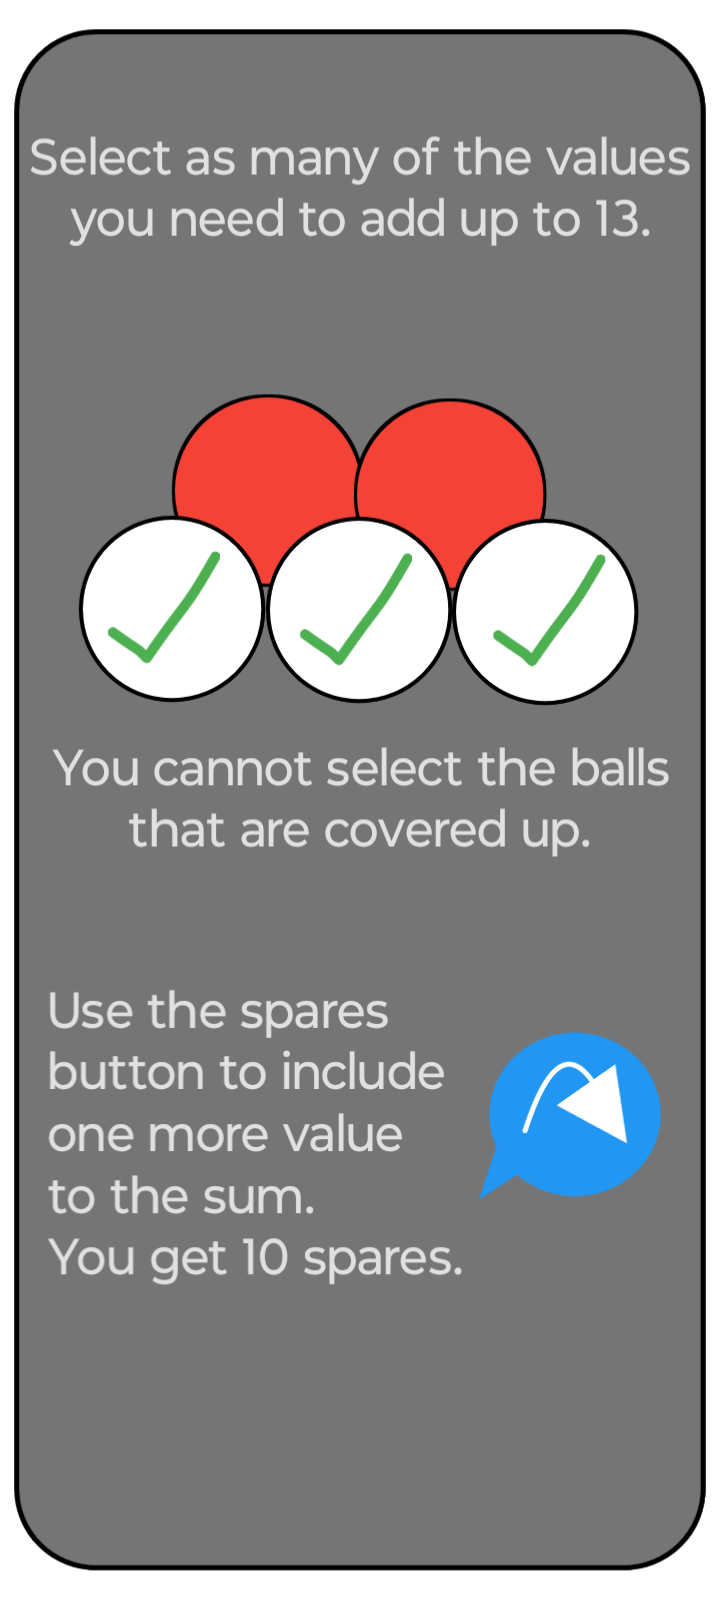 Select as many of the values
you need to add up to 13.
You cannot select the balls
that are covered up.
Use the spares
button to include
one more value
to the sum.
You get 10 spares.